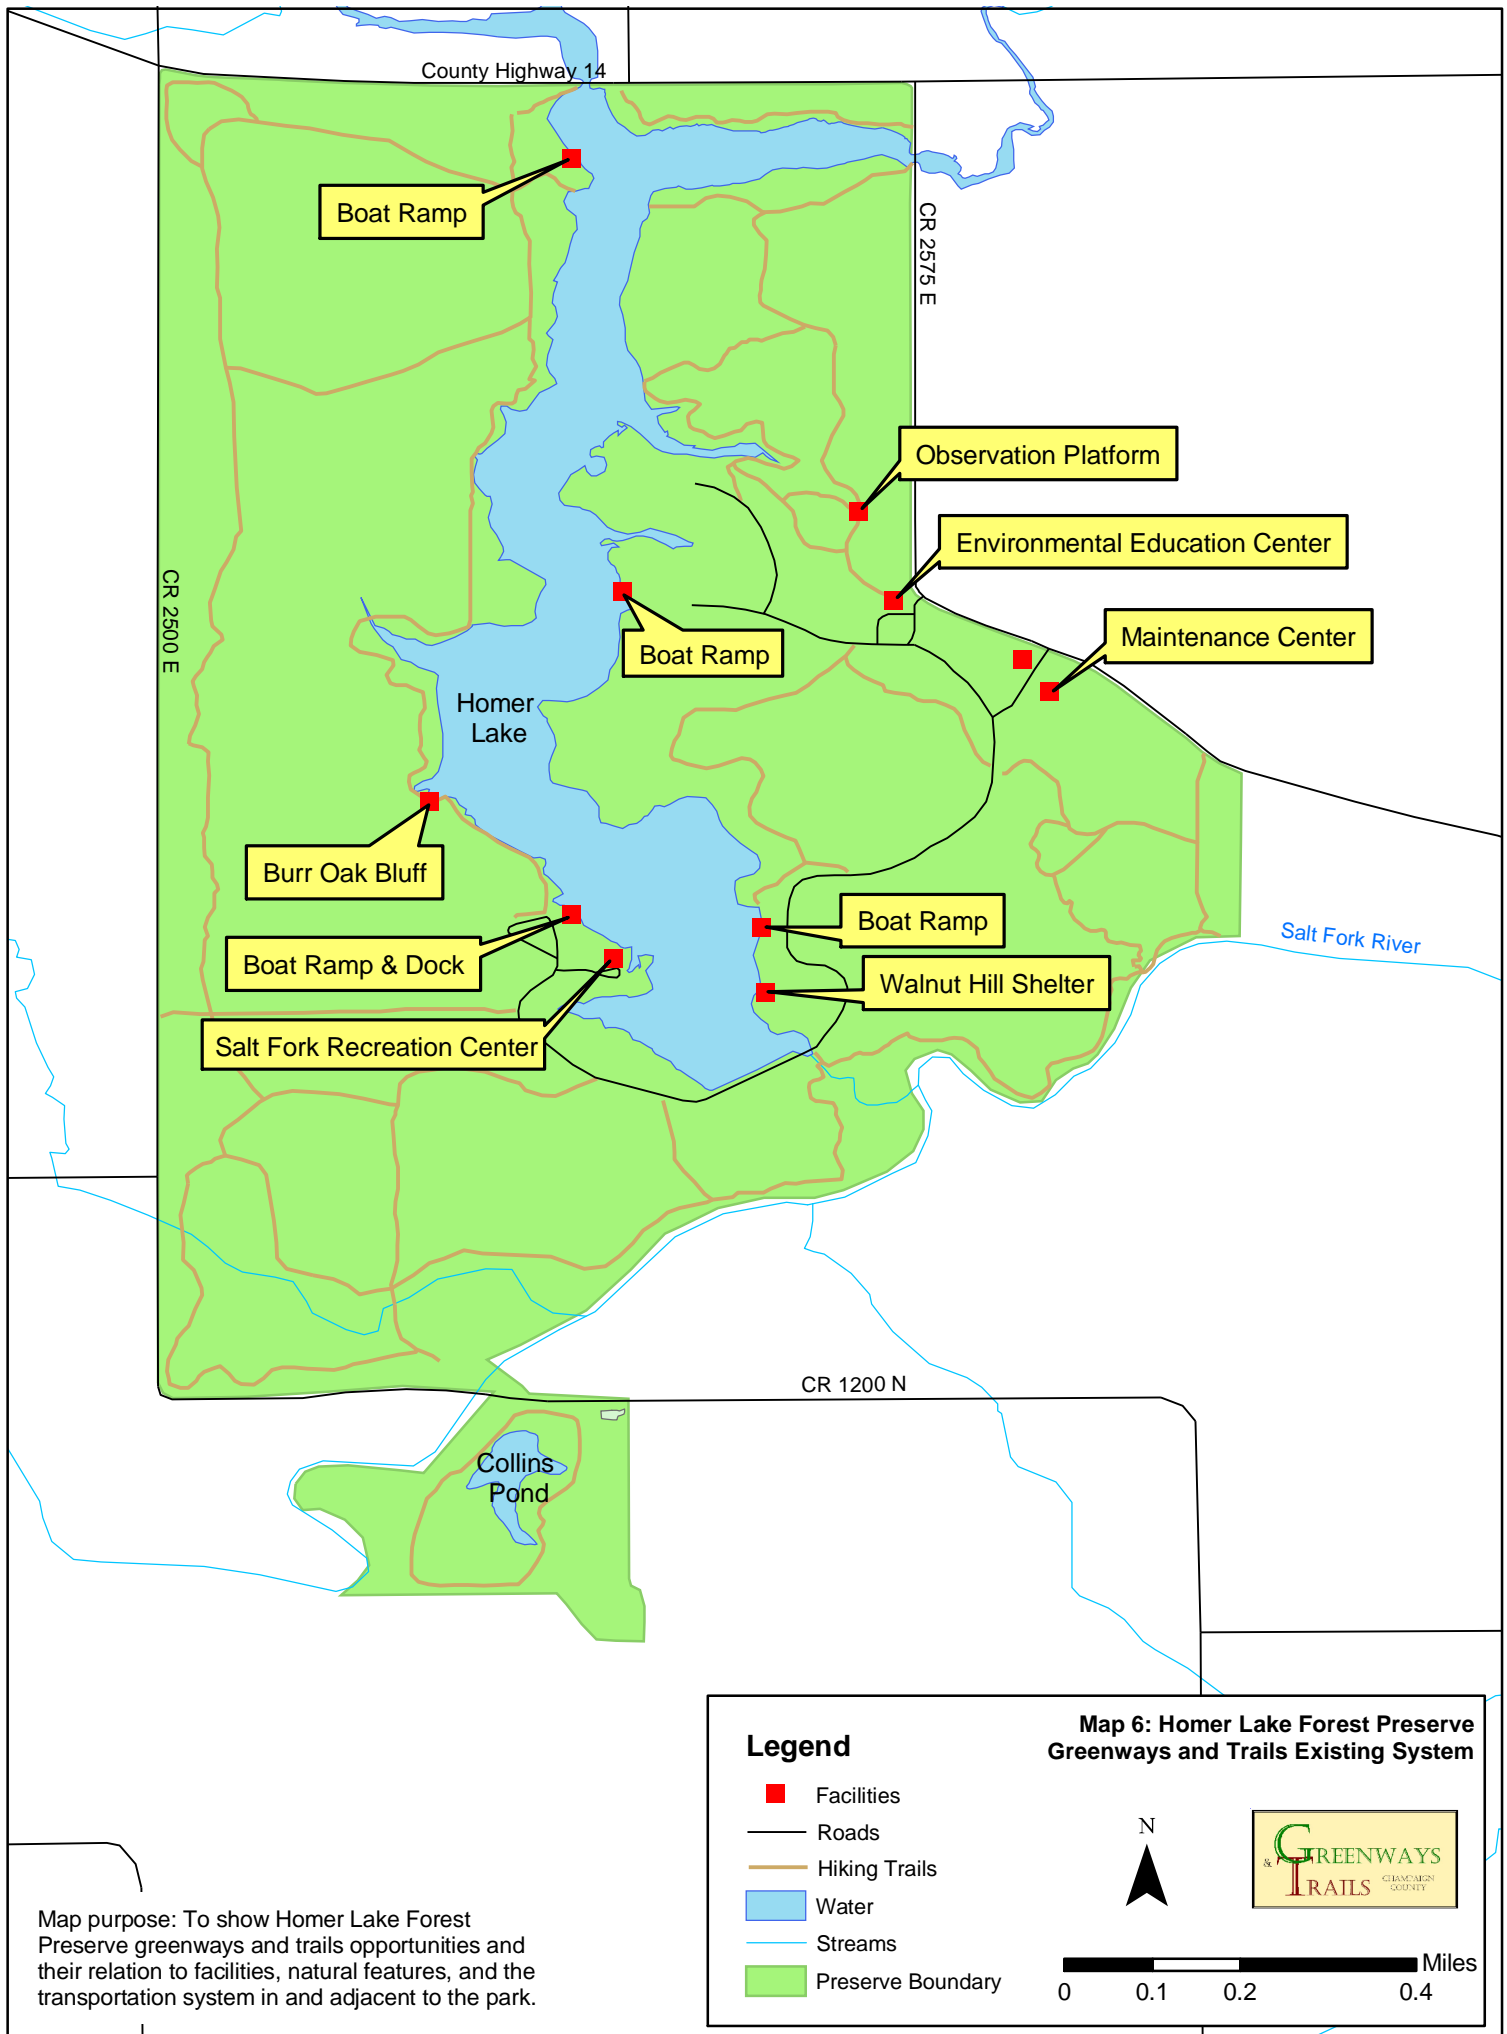 County Highway 14
Boat Ramp
CR 2575 E
Observation Platform
Environmental Education Center
CR 2500 E
Maintenance Center
Boat Ramp
Homer
Lake
Burr Oak Bluff
Boat Ramp
Salt Fork River
Boat Ramp & Dock
Walnut Hill Shelter
Salt Fork Recreation Center
CR 1200 N
Collins
Pond
Map 6: Homer Lake Forest Preserve
Greenways and Trails Existing System
Legend
Facilities
Roads
Hiking Trails
Water
Streams
Preserve Boundary
N
GREENWAYS
& TRAILS
CHAMPAIGN
COUNTY
Miles
0 0.1 0.2 0.4
Map purpose: To show Homer Lake Forest
Preserve greenways and trails opportunities and
their relation to facilities, natural features, and the
transportation system in and adjacent to the park.